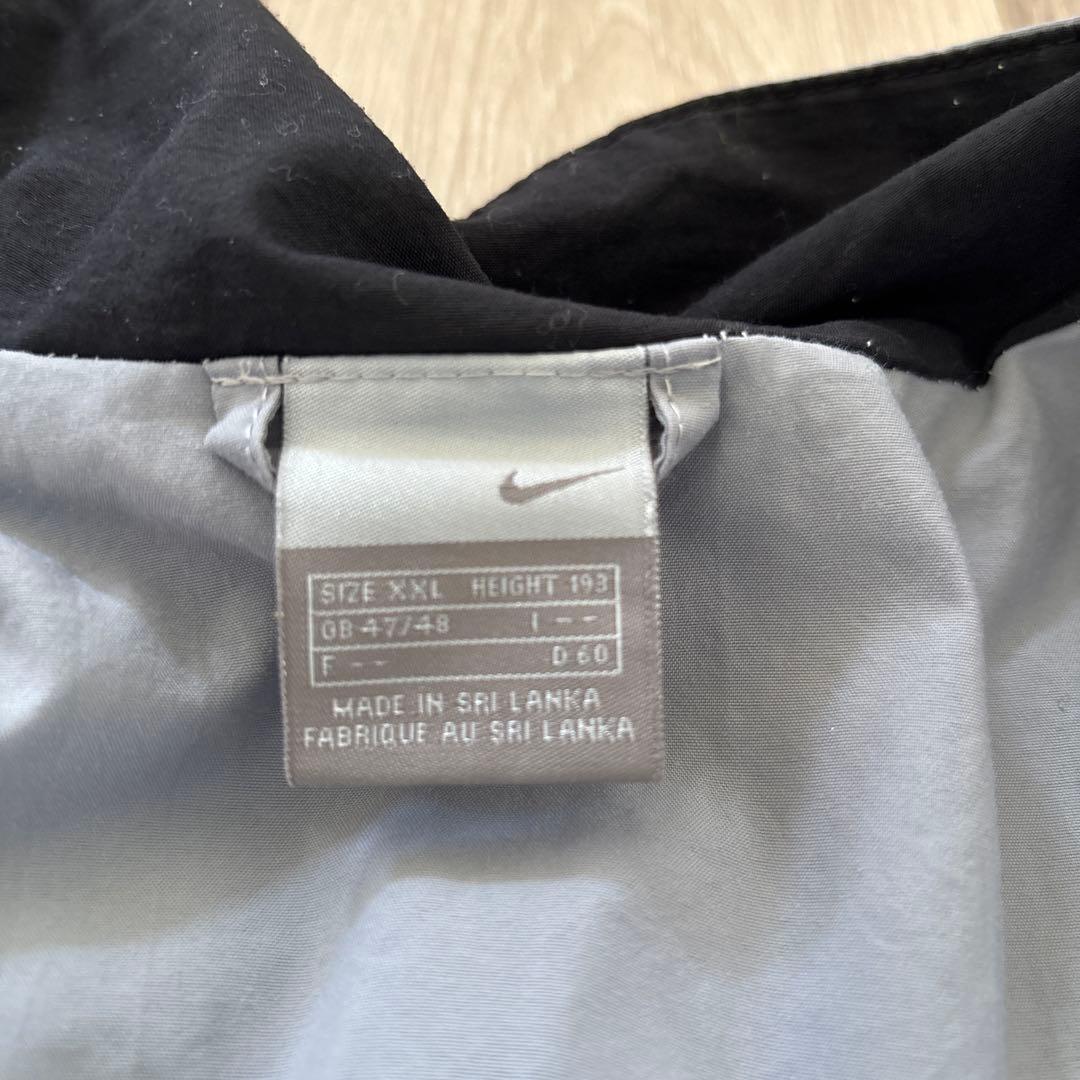 SIZE XXL HEIGHT 193
GB 47/48 I --
F -- D 60
MADE IN SRI LANKA
FABRIQUE AU SRI LANKA